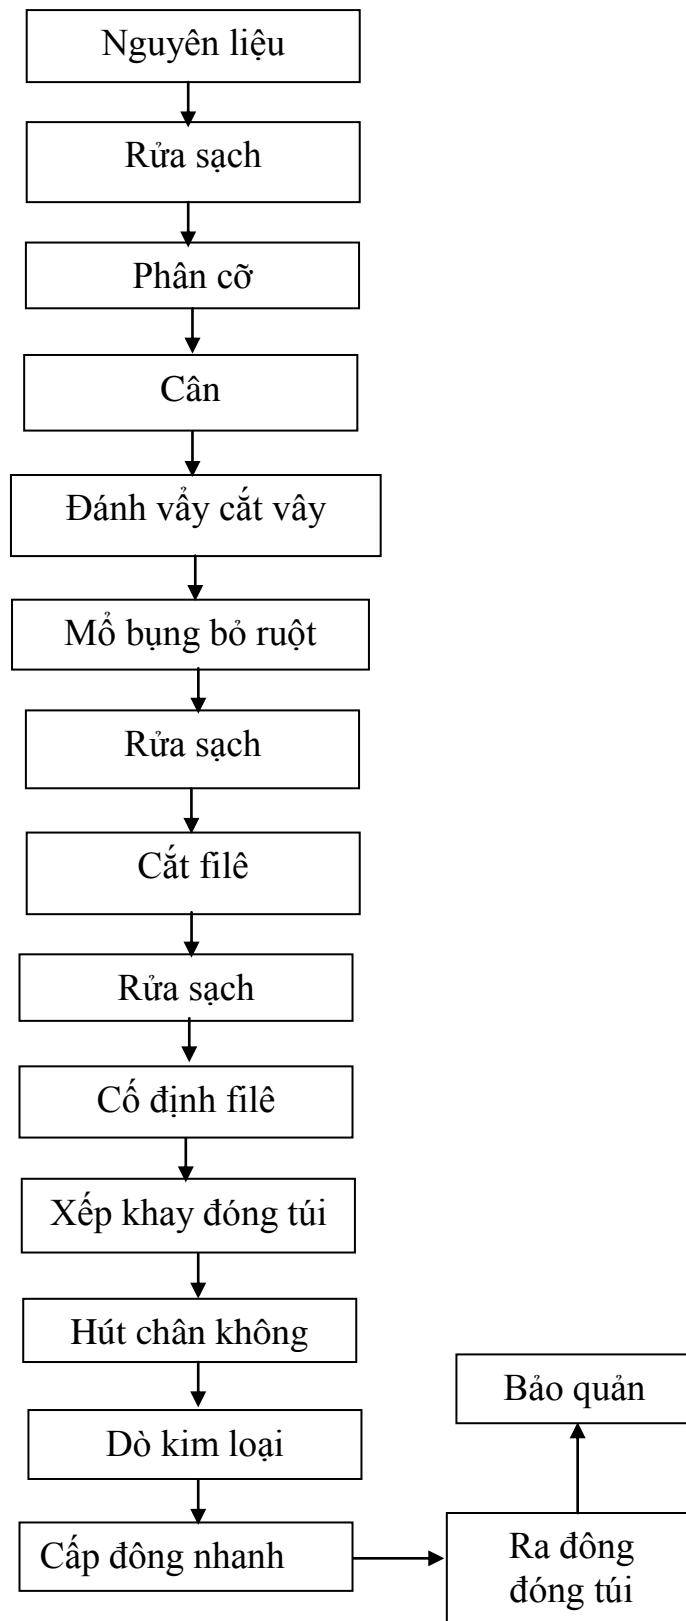 Nguyên liệu
Rửa sạch
Phân cỡ
Cân
Đánh vẩy cắt vây
Mổ bụng bỏ ruột
Rửa sạch
Cắt filê
Rửa sạch
Cố định filê
Xếp khay đóng túi
Hút chân không
Dò kim loại
Cấp đông nhanh
Ra đông
đóng túi
Bảo quản